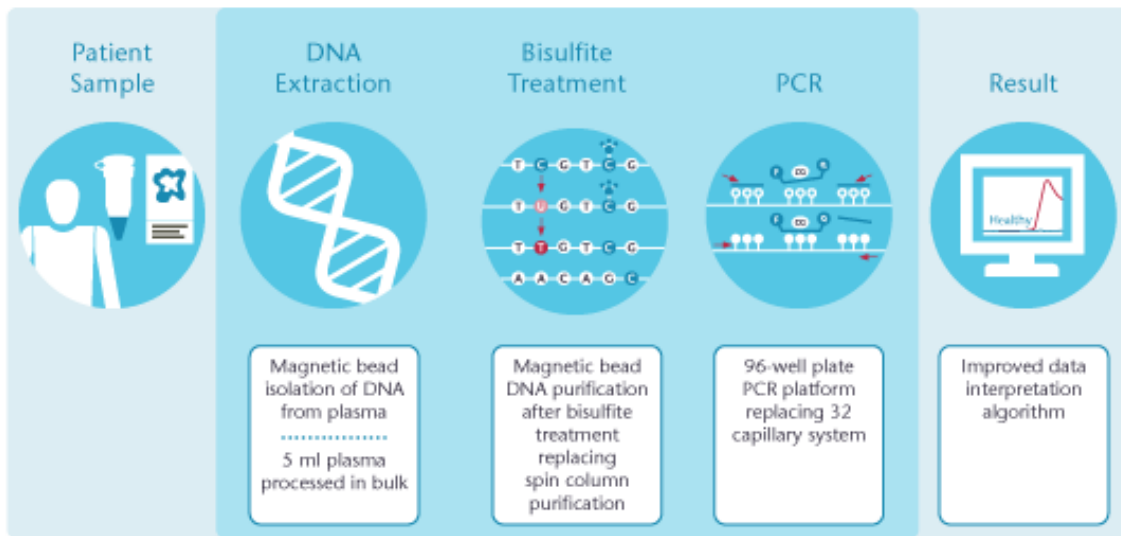 Patient
Sample
DNA
Extraction
Bisulfite
Treatment
PCR
Result
T C G T C G
T U G T C G
T T G T C G
A A C A G C
Healthy
Magnetic bead
isolation of DNA
from plasma
5 ml plasma
processed in bulk
Magnetic bead
DNA purification
after bisulfite
treatment
replacing
spin column
purification
96-well plate
PCR platform
replacing 32
capillary system
Improved data
interpretation
algorithm